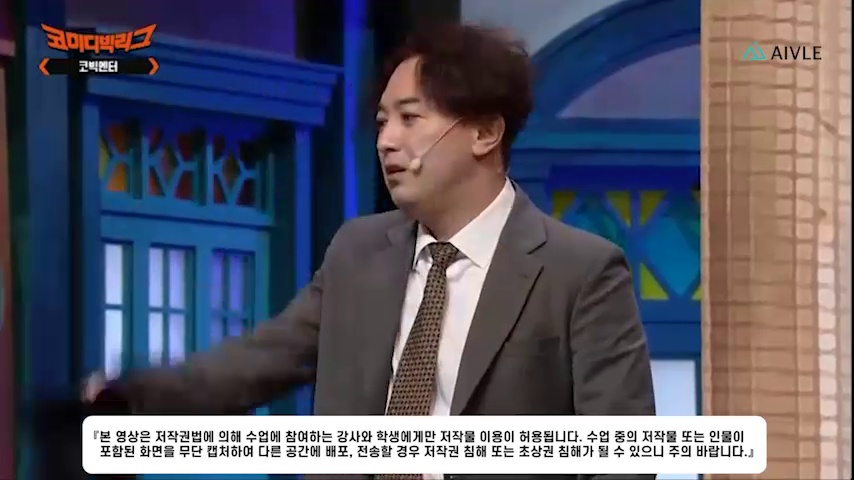 코미디빅리그
코빅엔터
AIVLE
『본 영상은 저작권법에 의해 수업에 참여하는 강사와 학생에게만 저작물 이용이 허용됩니다. 수업 중의 저작물 또는 인물이
포함된 화면을 무단 캡처하여 다른 공간에 배포, 전송할 경우 저작권 침해 또는 초상권 침해가 될 수 있으니 주의 바랍니다.』